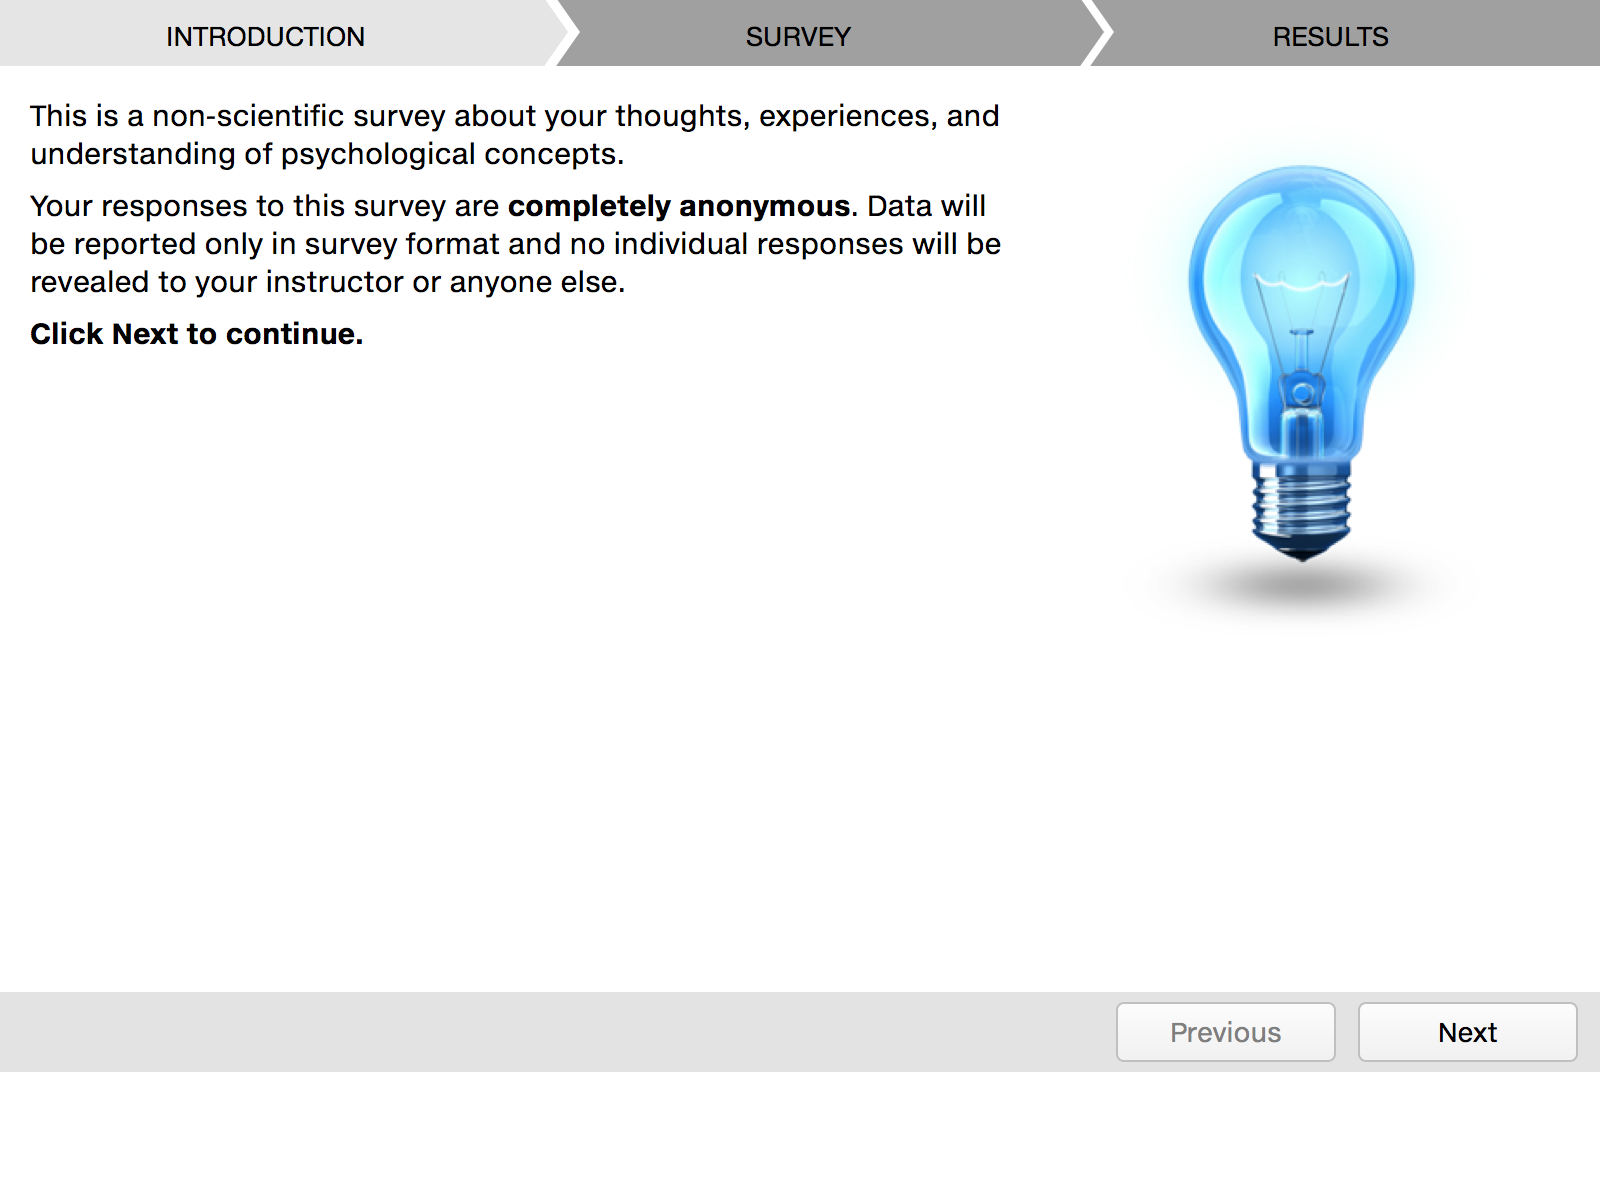 INTRODUCTION
SURVEY
RESULTS
This is a non-scientific survey about your thoughts, experiences, and
understanding of psychological concepts.
Your responses to this survey are completely anonymous. Data will
be reported only in survey format and no individual responses will be
revealed to your instructor or anyone else.
Click Next to continue.
Previous
Next